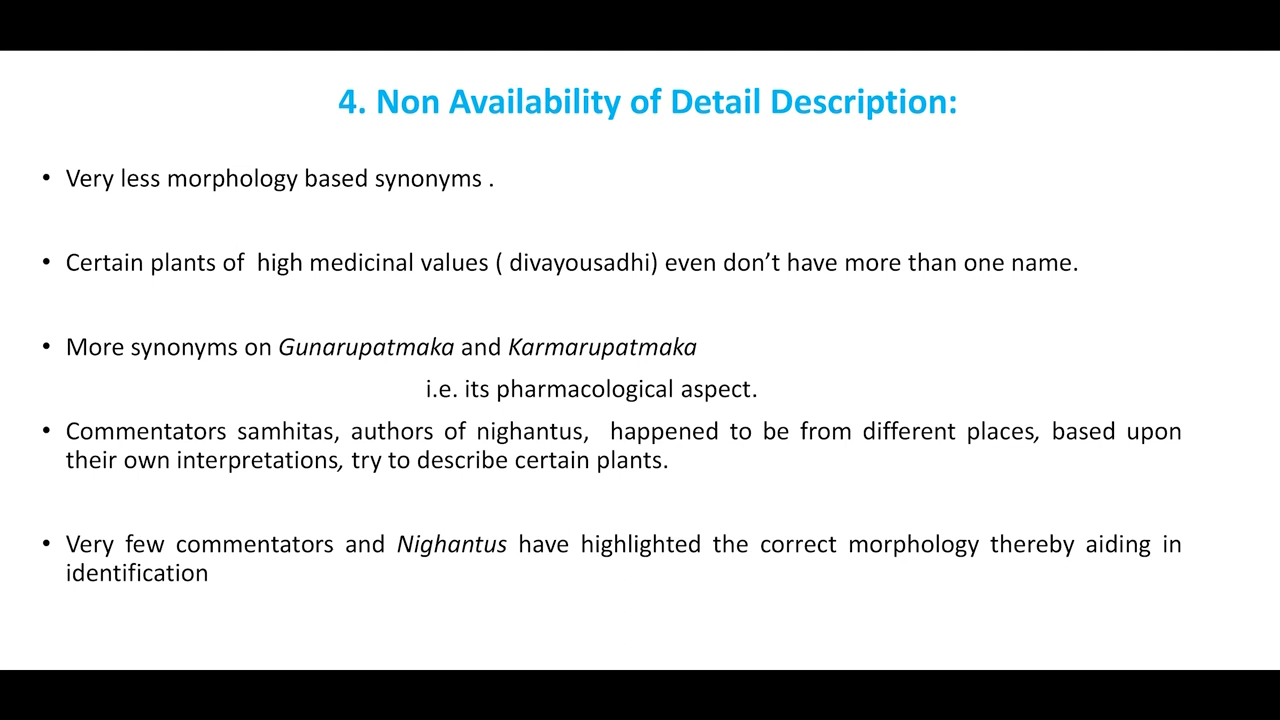 4. Non Availability of Detail Description:
• Very less morphology based synonyms .
• Certain plants of  high medicinal values ( divayousadhi) even don’t have more than one name.
• More synonyms on Gunarupatmaka and Karmarupatmaka
i.e. its pharmacological aspect.
• Commentators samhitas, authors of nighantus,  happened to be from different places, based upon
their own interpretations, try to describe certain plants.
• Very few commentators and Nighantus have highlighted the correct morphology thereby aiding in
identification